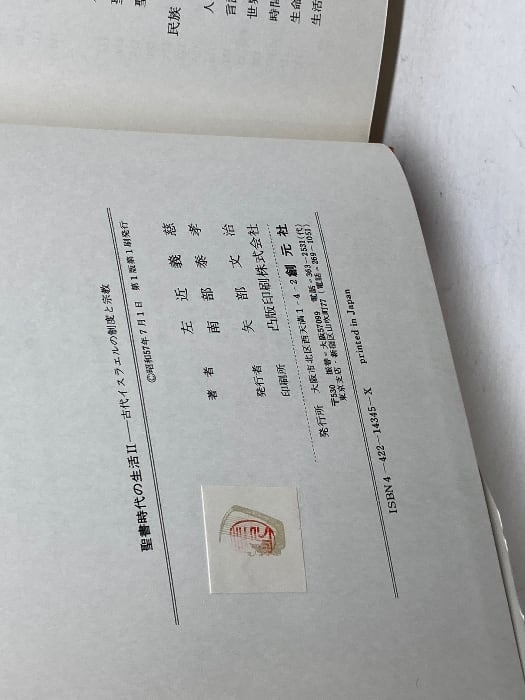 民族
人
世界
時間
生命
生活
聖書時代の生活II——古代イスラエルの制度と宗教
©昭和57年7月1日 第1版第1刷発行
著者 左近義慈
南部泰孝
発行者 矢部文治
印刷所 凸版印刷株式会社
発行所 大阪市北区西天満1-4-2 創元社
〒530 振替=大阪57099 電話=363-2531(代)
東京支店・新宿区山吹町77(電話=269-1051)
printed in Japan
ISBN4-422-14345-X